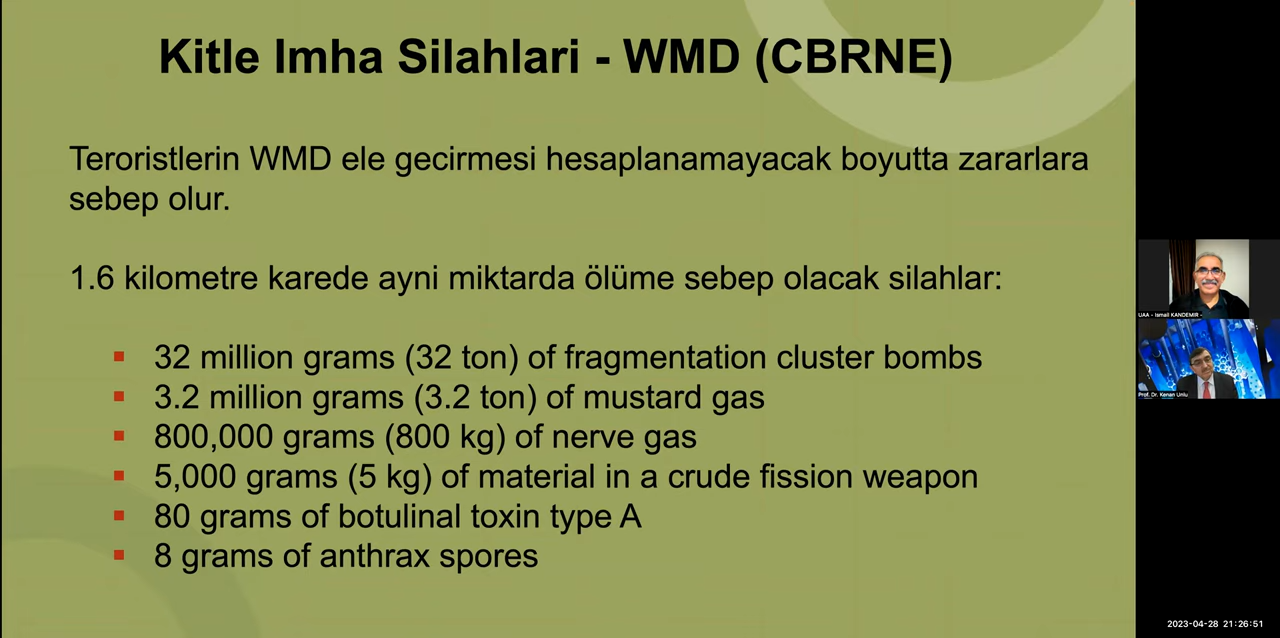 Kitle Imha Silahlari - WMD (CBRNE)
Teroristlerin WMD ele gecirmesi hesaplanamayacak boyutta zararlara
sebep olur.
1.6 kilometre karede ayni miktarda ölüme sebep olacak silahlar:
▪ 32 million grams (32 ton) of fragmentation cluster bombs
▪ 3.2 million grams (3.2 ton) of mustard gas
▪ 800,000 grams (800 kg) of nerve gas
▪ 5,000 grams (5 kg) of material in a crude fission weapon
▪ 80 grams of botulinal toxin type A
▪ 8 grams of anthrax spores
UAA - Ismail KANDEMIR -
Prof. Dr. Kenan Unlu
2023-04-28 21:26:51